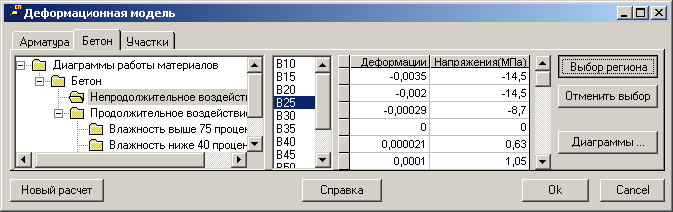 Деформационная модель
Арматура Бетон Участки
Диаграммы работы материалов
Бетон
Непродолжительное воздейсте
Продолжительное воздействие
Влажность выше 75 процен
Влажность ниже 40 процен
B10
B15
B20
B25
B30
B35
B40
B45
B50
Деформации Напряжения(МПа)
-0,0035 -14,5
-0,002 -14,5
-0,00029 -8,7
0 0
0,000021 0,63
0,0001 1,05
Выбор региона
Отменить выбор
Диаграммы ...
Новый расчет Справка Ok Cancel